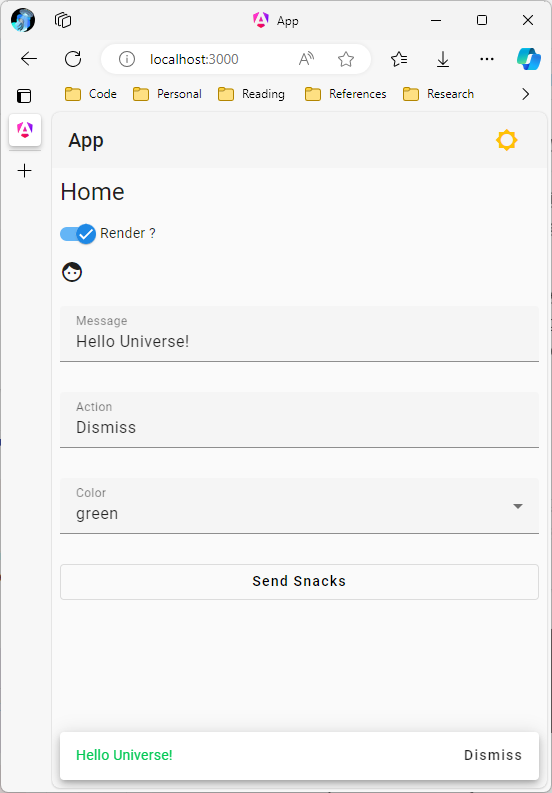 App
localhost:3000
Code Personal Reading References Research
App
Home
Render ?
Message
Hello Universe!
Action
Dismiss
Color
green
Send Snacks
Hello Universe! Dismiss